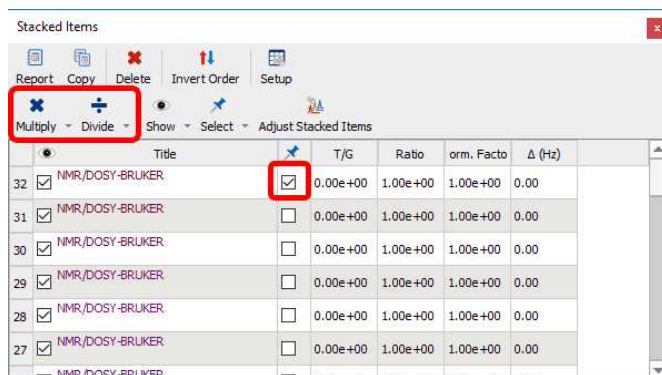 Stacked Items
x
Report Copy Delete Invert Order Setup
Multiply Divide Show Select Adjust Stacked Items
Title T/G Ratio orm. Facto Δ (Hz)
32 NMR/DOSY-BRUKER 0.00e+00 1.00e+00 1.00e+00 0.00
31 NMR/DOSY-BRUKER 0.00e+00 1.00e+00 1.00e+00 0.00
30 NMR/DOSY-BRUKER 0.00e+00 1.00e+00 1.00e+00 0.00
29 NMR/DOSY-BRUKER 0.00e+00 1.00e+00 1.00e+00 0.00
28 NMR/DOSY-BRUKER 0.00e+00 1.00e+00 1.00e+00 0.00
27 NMR/DOSY-BRUKER 0.00e+00 1.00e+00 1.00e+00 0.00
NMR/DOSY-BRUKER